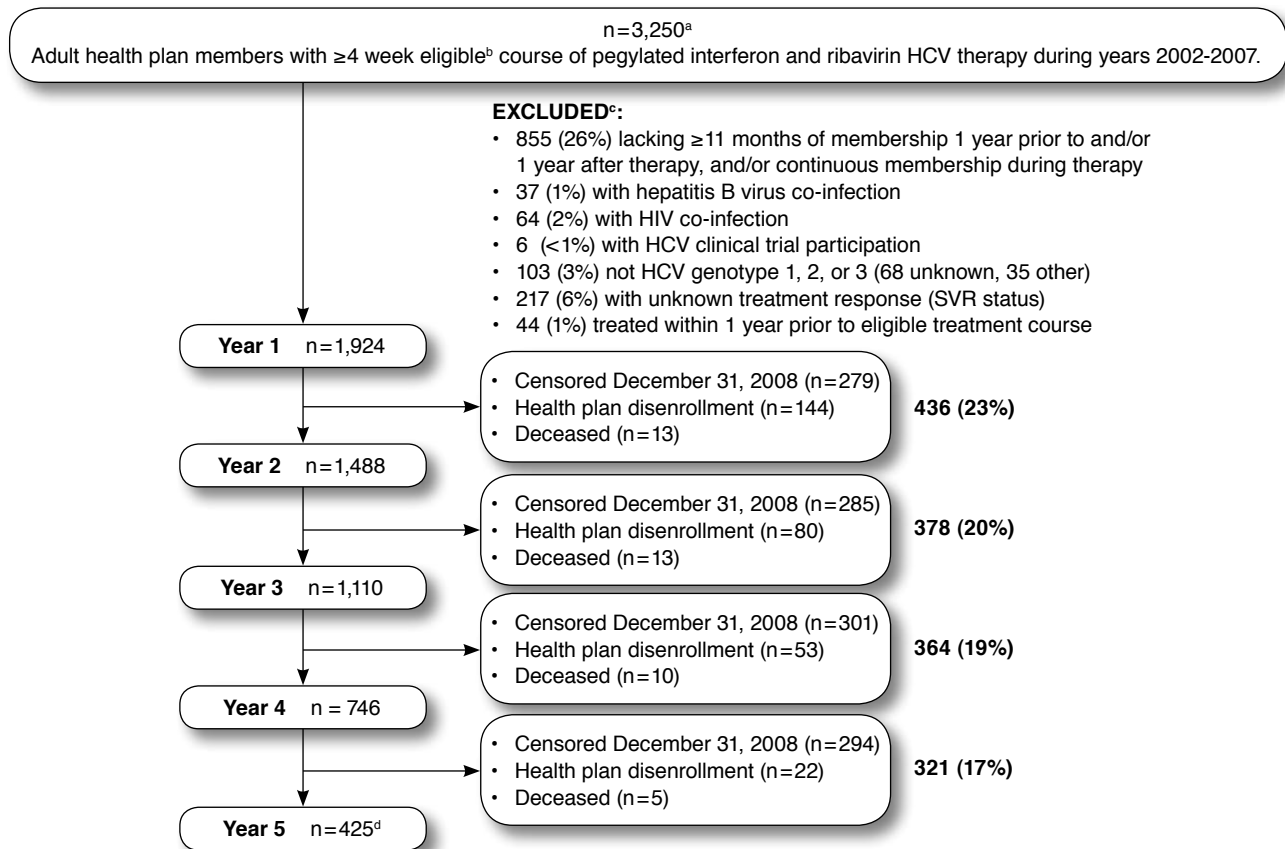 n=3,250ᵃ
Adult health plan members with ≥4 week eligibleᵇ course of pegylated interferon and ribavirin HCV therapy during years 2002-2007.
EXCLUDEDᶜ:
• 855 (26%) lacking ≥11 months of membership 1 year prior to and/or
1 year after therapy, and/or continuous membership during therapy
• 37 (1%) with hepatitis B virus co-infection
• 64 (2%) with HIV co-infection
• 6 (<1%) with HCV clinical trial participation
• 103 (3%) not HCV genotype 1, 2, or 3 (68 unknown, 35 other)
• 217 (6%) with unknown treatment response (SVR status)
• 44 (1%) treated within 1 year prior to eligible treatment course
Year 1 n=1,924
• Censored December 31, 2008 (n=279)
• Health plan disenrollment (n=144)
• Deceased (n=13)
436 (23%)
Year 2 n=1,488
• Censored December 31, 2008 (n=285)
• Health plan disenrollment (n=80)
• Deceased (n=13)
378 (20%)
Year 3 n=1,110
• Censored December 31, 2008 (n=301)
• Health plan disenrollment (n=53)
• Deceased (n=10)
364 (19%)
Year 4 n = 746
• Censored December 31, 2008 (n=294)
• Health plan disenrollment (n=22)
• Deceased (n=5)
321 (17%)
Year 5 n=425ᵈ